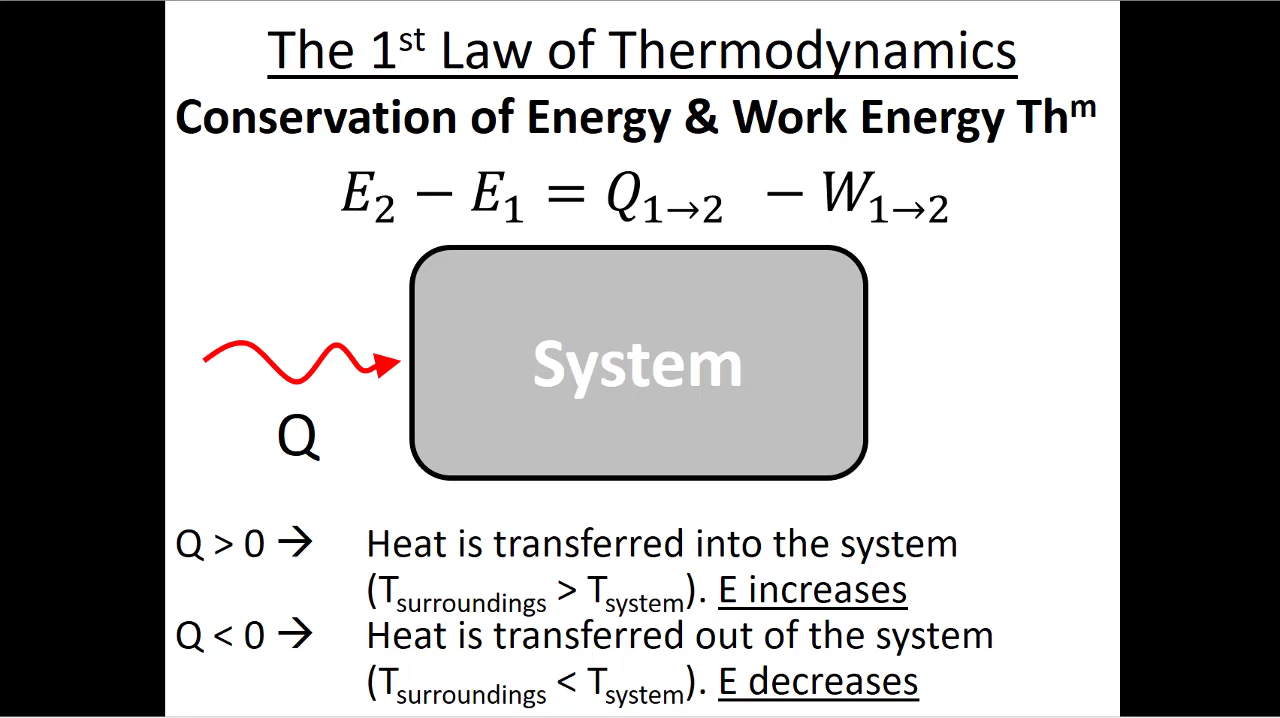 The 1st Law of Thermodynamics
Conservation of Energy & Work Energy Thm
E₂ − E₁ = Q₁→₂ − W₁→₂
System
Q
Q > 0 → Heat is transferred into the system
(Tsurroundings > Tsystem). E increases
Q < 0 → Heat is transferred out of the system
(Tsurroundings < Tsystem). E decreases